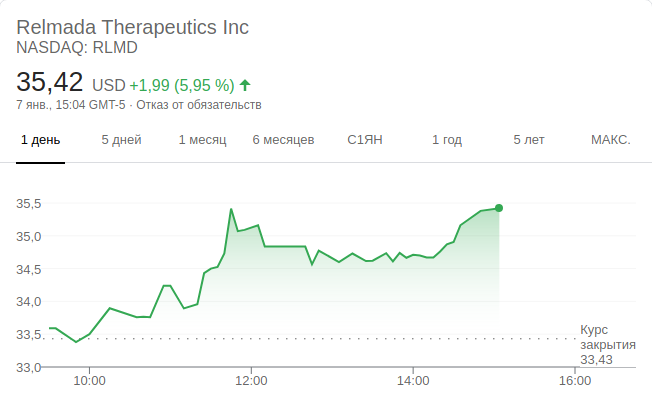 Relmada Therapeutics Inc
NASDAQ: RLMD
35,42 USD +1,99 (5,95 %)
7 янв., 15:04 GMT-5 · Отказ от обязательств
1 день 5 дней 1 месяц 6 месяцев С1ЯН 1 год 5 лет МАКС.
35,5
35,0
34,5
34,0
33,5
33,0
Курс
закрытия
33,43
10:00 12:00 14:00 16:00